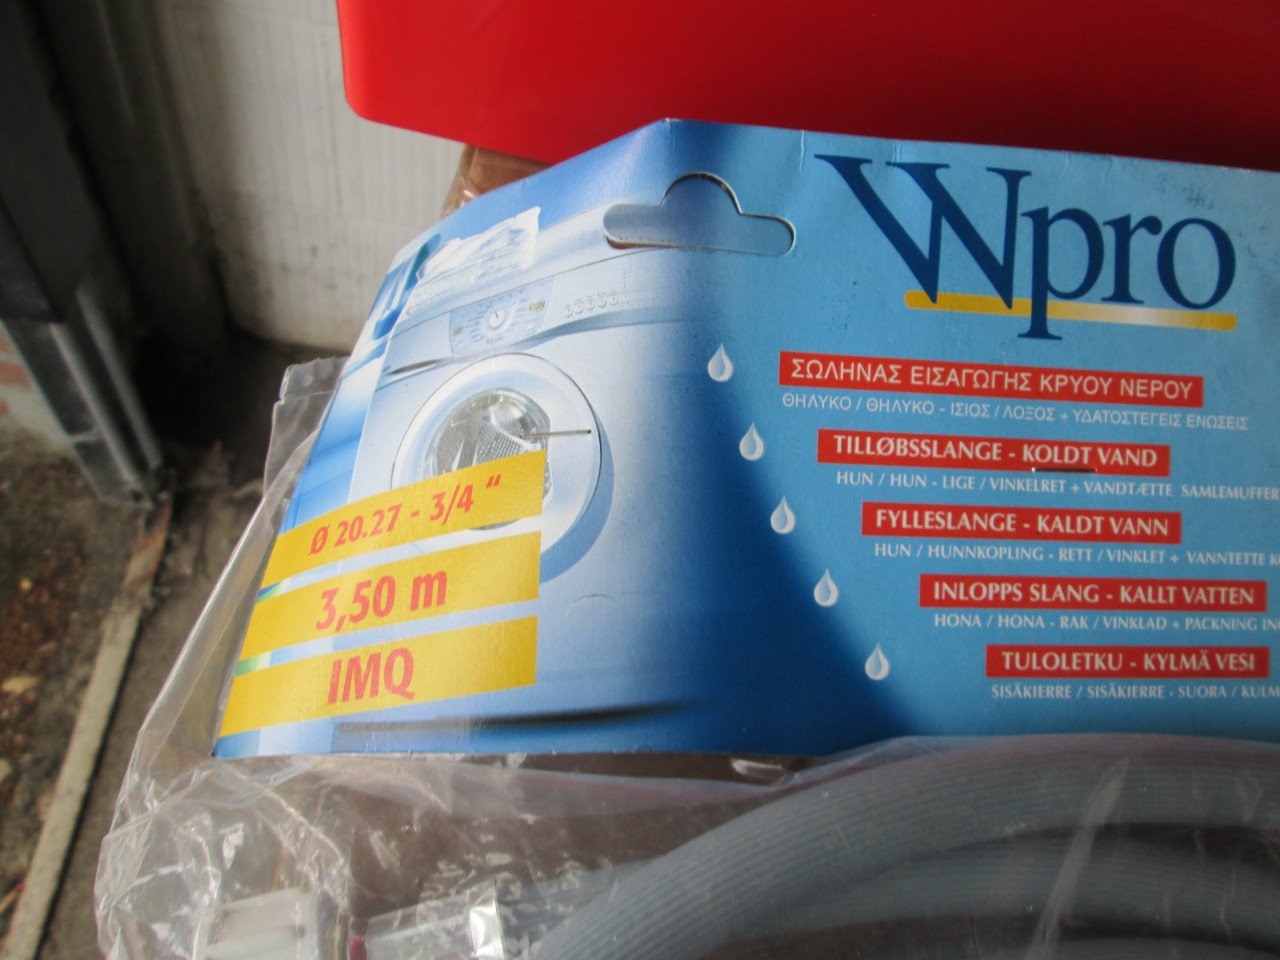 Wpro
ΣΩΛΗΝΑΣ ΕΙΣΑΓΩΓΗΣ ΚΡΥΟΥ ΝΕΡΟΥ
ΘΗΛΥΚΟ / ΘΗΛΥΚΟ - ΙΣΙΟΣ / ΛΟΞΟΣ + ΥΔΑΤΟΣΤΕΓΕΙΣ ΕΝΩΣΕΙΣ
TILLØBSSLANGE - KOLDT VAND
HUN / HUN - LIGE / VINKELRET + VANDTÆTTE SAMLEMUFFER
FYLLESLANGE - KALDT VANN
HUN / HUNNKOPLING - RETT / VINKLET + VANNTETTE
INLOPPS SLANG - KALLT VATTEN
HONA / HONA - RAK / VINKLAD + PACKNING
TULOLETKU - KYLMÄ VESI
SISÄKIERRE / SISÄKIERRE - SUORA / KULM
Ø 20.27 - 3/4 "
3,50 m
IMQ